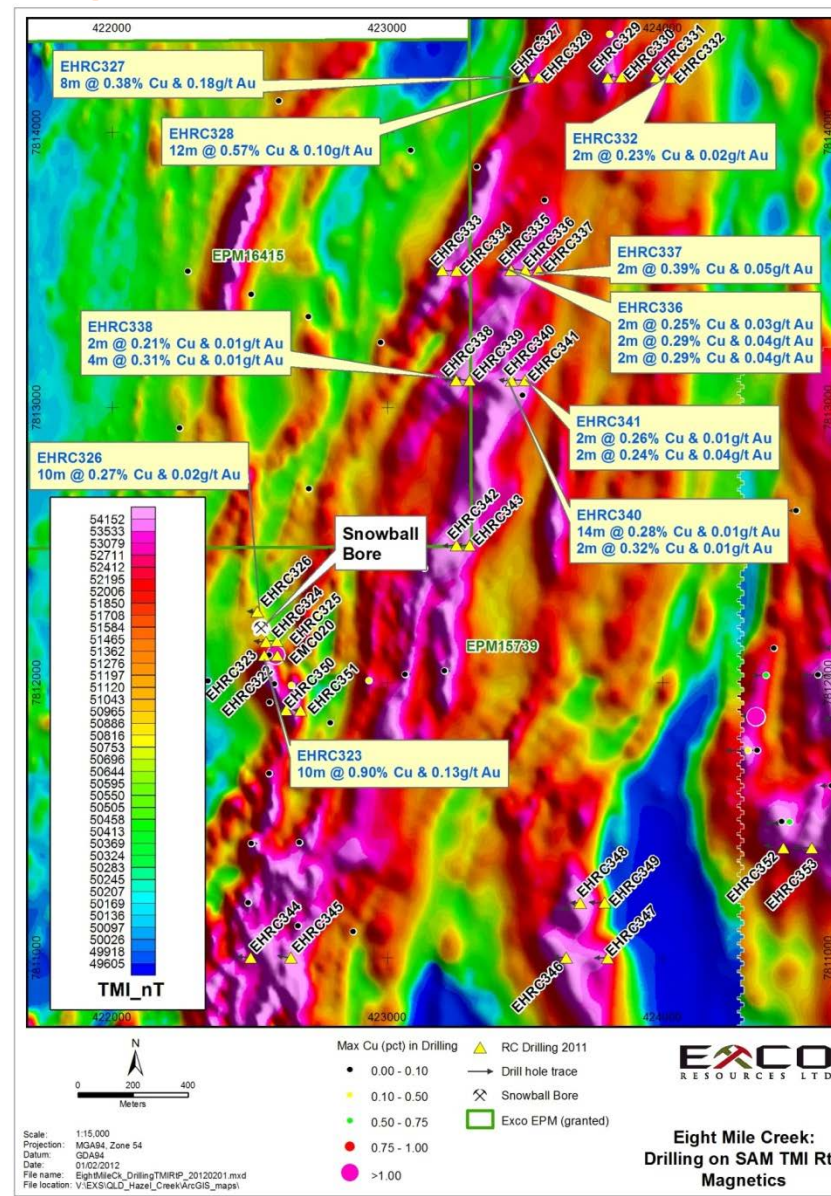 422000
423000
424000
7814000
7813000
7812000
7811000
7814000
7813000
7812000
7811000
422000
423000
424000
EHRC327
8m @ 0.38% Cu & 0.18g/t Au
EHRC328
12m @ 0.57% Cu & 0.10g/t Au
EHRC332
2m @ 0.23% Cu & 0.02g/t Au
EHRC327
EHRC328
EHRC329
EHRC330
EHRC331
EHRC332
EPM16415
EHRC333
EHRC334
EHRC335
EHRC336
EHRC337
EHRC337
2m @ 0.39% Cu & 0.05g/t Au
EHRC336
2m @ 0.25% Cu & 0.03g/t Au
2m @ 0.29% Cu & 0.04g/t Au
2m @ 0.29% Cu & 0.04g/t Au
EHRC338
2m @ 0.21% Cu & 0.01g/t Au
4m @ 0.31% Cu & 0.01g/t Au
EHRC338
EHRC339
EHRC340
EHRC341
EHRC341
2m @ 0.26% Cu & 0.01g/t Au
2m @ 0.24% Cu & 0.04g/t Au
EHRC326
10m @ 0.27% Cu & 0.02g/t Au
EHRC340
14m @ 0.28% Cu & 0.01g/t Au
2m @ 0.32% Cu & 0.01g/t Au
Snowball
Bore
EHRC342
EHRC343
EHRC326
EHRC324
EHRC325
EMC020
EHRC323
EHRC322
EHRC350
EHRC351
EPM15739
EHRC323
10m @ 0.90% Cu & 0.13g/t Au
EHRC352
EHRC353
EHRC348
EHRC349
EHRC344
EHRC345
EHRC346
EHRC347
54152
53533
53079
52711
52412
52195
52006
51850
51708
51584
51465
51362
51276
51197
51120
51043
50965
50886
50816
50753
50696
50644
50595
50550
50505
50458
50413
50369
50324
50283
50245
50207
50169
50136
50097
50026
49918
49605
TMI_nT
N
0 200 400
Meters
Scale: 1:15,000
Projection: MGA94, Zone 54
Datum: GDA94
Date: 01/02/2012
File name: EightMileCk_DrillingTMIRtP_20120201.mxd
File location: V:\EXS\QLD_Hazel_Creek\ArcGIS_maps\
Max Cu (pct) in Drilling
0.00 - 0.10
0.10 - 0.50
0.50 - 0.75
0.75 - 1.00
>1.00
RC Drilling 2011
Drill hole trace
Snowball Bore
Exco EPM (granted)
EXCO
RESOURCES LTD
Eight Mile Creek:
Drilling on SAM TMI Rt
Magnetics